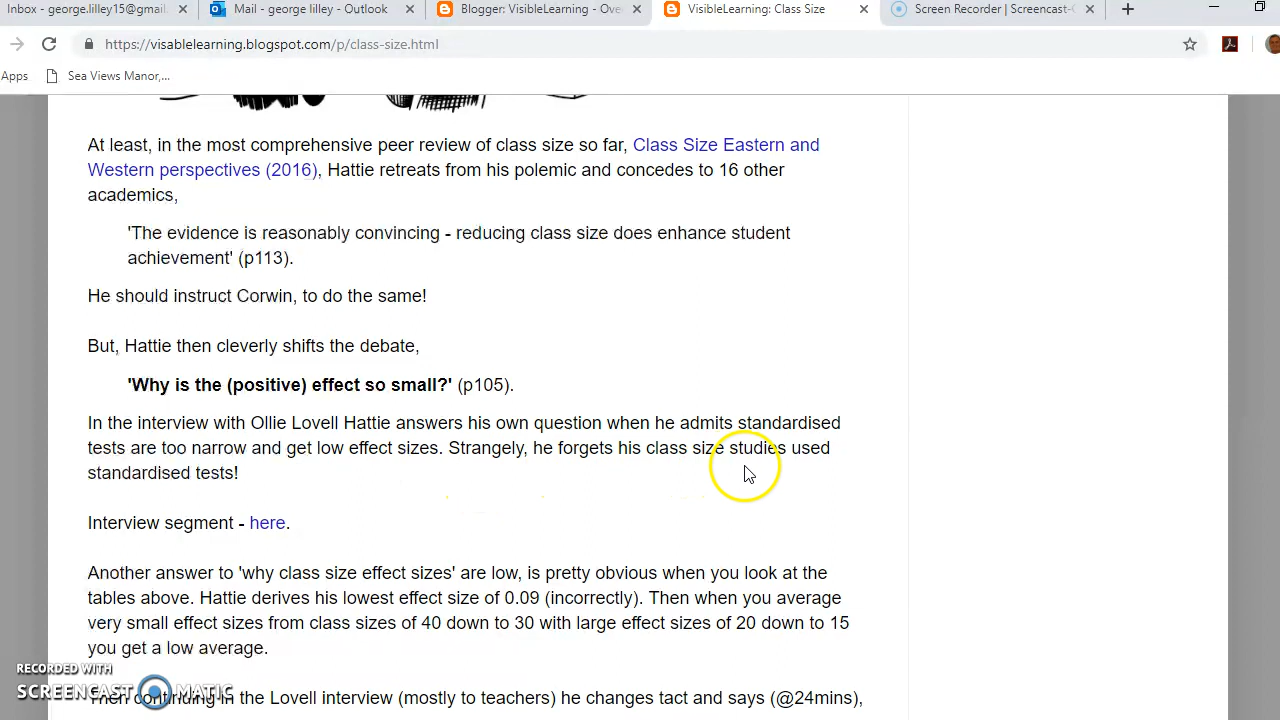 Inbox - george.lilley15@gmail.
Mail - george lilley - Outlook
Blogger: VisibleLearning - Ove
VisibleLearning: Class Size
Screen Recorder | Screencast-O
https://visablelearning.blogspot.com/p/class-size.html
Apps
Sea Views Manor,...
At least, in the most comprehensive peer review of class size so far, Class Size Eastern and
Western perspectives (2016), Hattie retreats from his polemic and concedes to 16 other
academics,
'The evidence is reasonably convincing - reducing class size does enhance student
achievement' (p113).
He should instruct Corwin, to do the same!
But, Hattie then cleverly shifts the debate,
'Why is the (positive) effect so small?' (p105).
In the interview with Ollie Lovell Hattie answers his own question when he admits standardised
tests are too narrow and get low effect sizes. Strangely, he forgets his class size studies used
standardised tests!
Interview segment - here.
Another answer to 'why class size effect sizes' are low, is pretty obvious when you look at the
tables above. Hattie derives his lowest effect size of 0.09 (incorrectly). Then when you average
very small effect sizes from class sizes of 40 down to 30 with large effect sizes of 20 down to 15
you get a low average.
RECORDED WITH
SCREENCAST MATIC
Then continuing in the Lovell interview (mostly to teachers) he changes tact and says (@24mins),